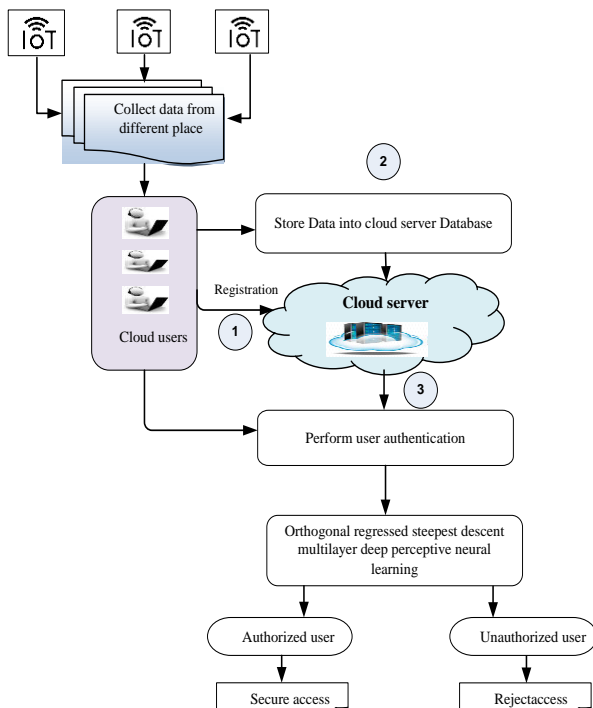 IOT
IOT
IOT
Collect data from
different place
2
Store Data into cloud server Database
Registration
Cloud server
1
Cloud users
3
Perform user authentication
Orthogonal regressed steepest descent
multilayer deep perceptive neural
learning
Authorized user
Unauthorized user
Secure access
Rejectaccess